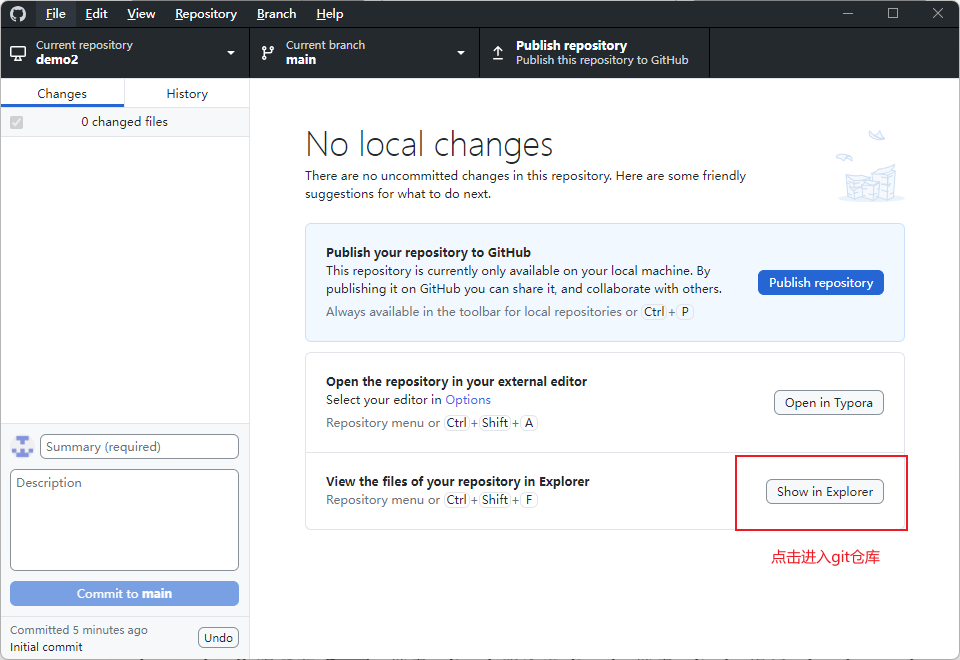 File Edit View Repository Branch Help
Current repository
demo2
Current branch
main
Publish repository
Publish this repository to GitHub
Changes
History
0 changed files
No local changes
There are no uncommitted changes in this repository. Here are some friendly
suggestions for what to do next.
Publish your repository to GitHub
This repository is currently only available on your local machine. By
publishing it on GitHub you can share it, and collaborate with others.
Always available in the toolbar for local repositories or Ctrl + P
Publish repository
Open the repository in your external editor
Select your editor in Options
Repository menu or Ctrl + Shift + A
Open in Typora
View the files of your repository in Explorer
Repository menu or Ctrl + Shift + F
Show in Explorer
点击进入git仓库
Summary (required)
Description
Commit to main
Committed 5 minutes ago
Initial commit
Undo